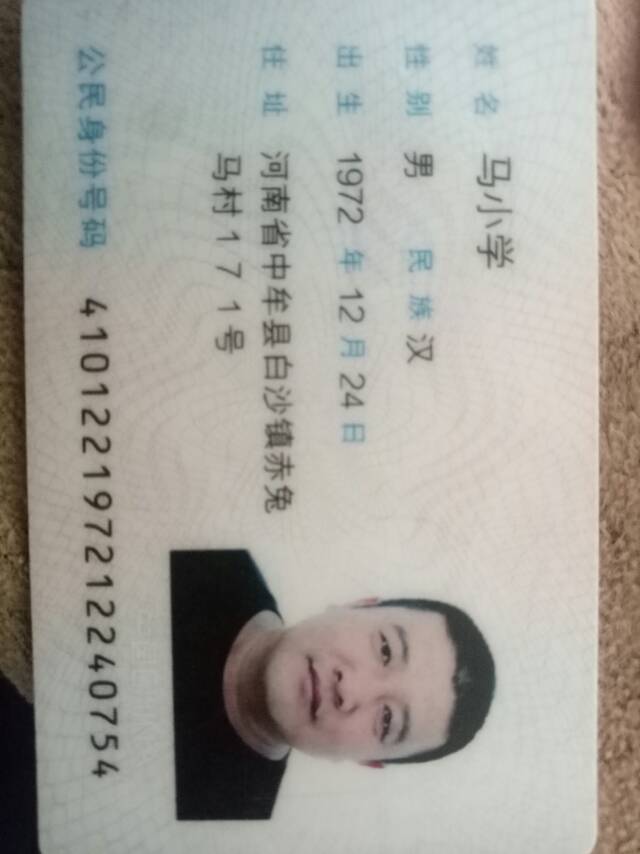 姓名 马小学
性别 男 民族 汉
出生 1972 年 12 月 24 日
住址 河南省中牟县白沙镇赤兔
马村171号
公民身份号码 410122197212240754